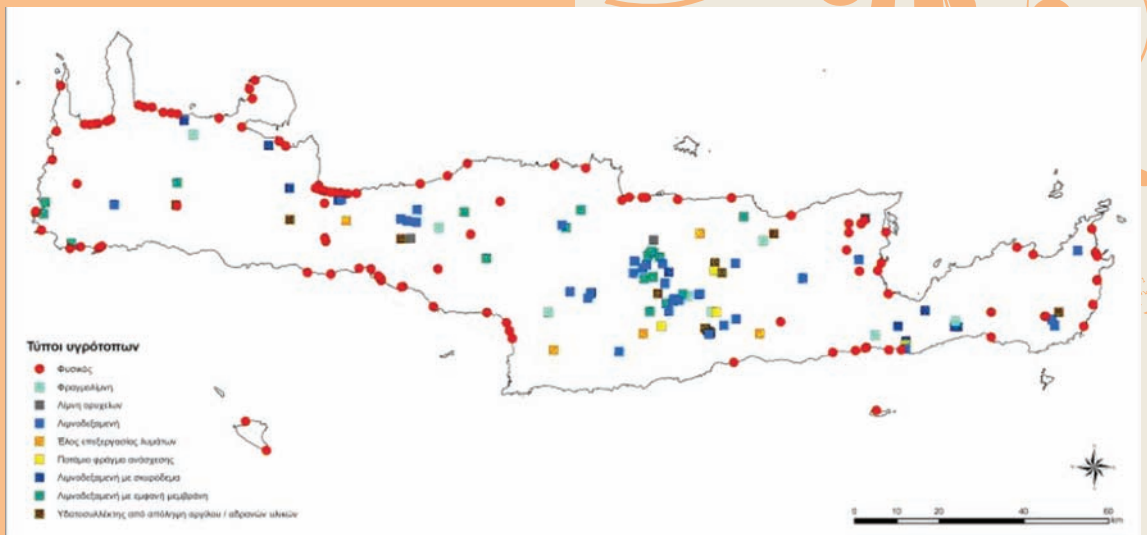 Τύποι υγρότοπων
Φυσικός
Φραγμολίμνη
Λίμνη ορυχείων
Λιμνοδεξαμενή
Έλος επεξεργασίας λυμάτων
Ποτάμιο φράγμα ανάσχεσης
Λιμνοδεξαμενή με σκυρόδεμα
Λιμνοδεξαμενή με εμφανή μεμβράνη
Υδατοσυλλέκτης από απόληψη αργίλου / αδρανών υλικών
0 10 20 40 60
km